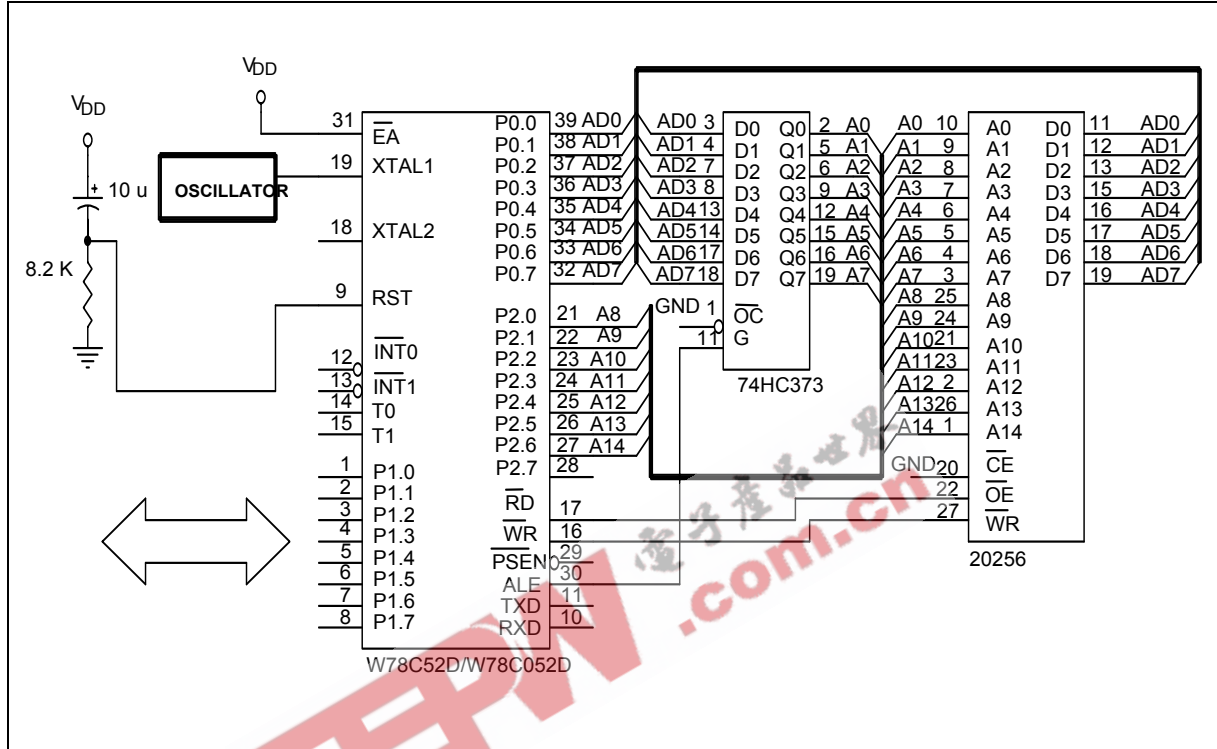 VDD
VDD
10 u
8.2 K
OSCILLATOR
31 EA
19 XTAL1
18 XTAL2
9 RST
12 INT0
13 INT1
14 T0
15 T1
1 P1.0
2 P1.1
3 P1.2
4 P1.3
5 P1.4
6 P1.5
7 P1.6
8 P1.7
P0.0 39 AD0
P0.1 38 AD1
P0.2 37 AD2
P0.3 36 AD3
P0.4 35 AD4
P0.5 34 AD5
P0.6 33 AD6
P0.7 32 AD7
P2.0 21 A8
P2.1 22 A9
P2.2 23 A10
P2.3 24 A11
P2.4 25 A12
P2.5 26 A13
P2.6 27 A14
P2.7 28
RD 17
WR 16
PSEN 29
ALE 30
TXD 11
RXD 10
W78C52D/W78C052D
AD0 3 D0 Q0 2 A0
AD1 4 D1 Q1 5 A1
AD2 7 D2 Q2 6 A2
AD3 8 D3 Q3 9 A3
AD4 13 D4 Q4 12 A4
AD5 14 D5 Q5 15 A5
AD6 17 D6 Q6 16 A6
AD7 18 D7 Q7 19 A7
GND 1 OC
11 G
74HC373
A0 10 A0 D0 11 AD0
A1 9 A1 D1 12 AD1
A2 8 A2 D2 13 AD2
A3 7 A3 D3 15 AD3
A4 6 A4 D4 16 AD4
A5 5 A5 D5 17 AD5
A6 4 A6 D6 18 AD6
A7 3 A7 D7 19 AD7
A8 25 A8
A9 24 A9
A10 21 A10
A11 23 A11
A12 2 A12
A13 26 A13
A14 1 A14
GND 20 CE
22 OE
27 WR
20256
電子產品世界
.com.cn